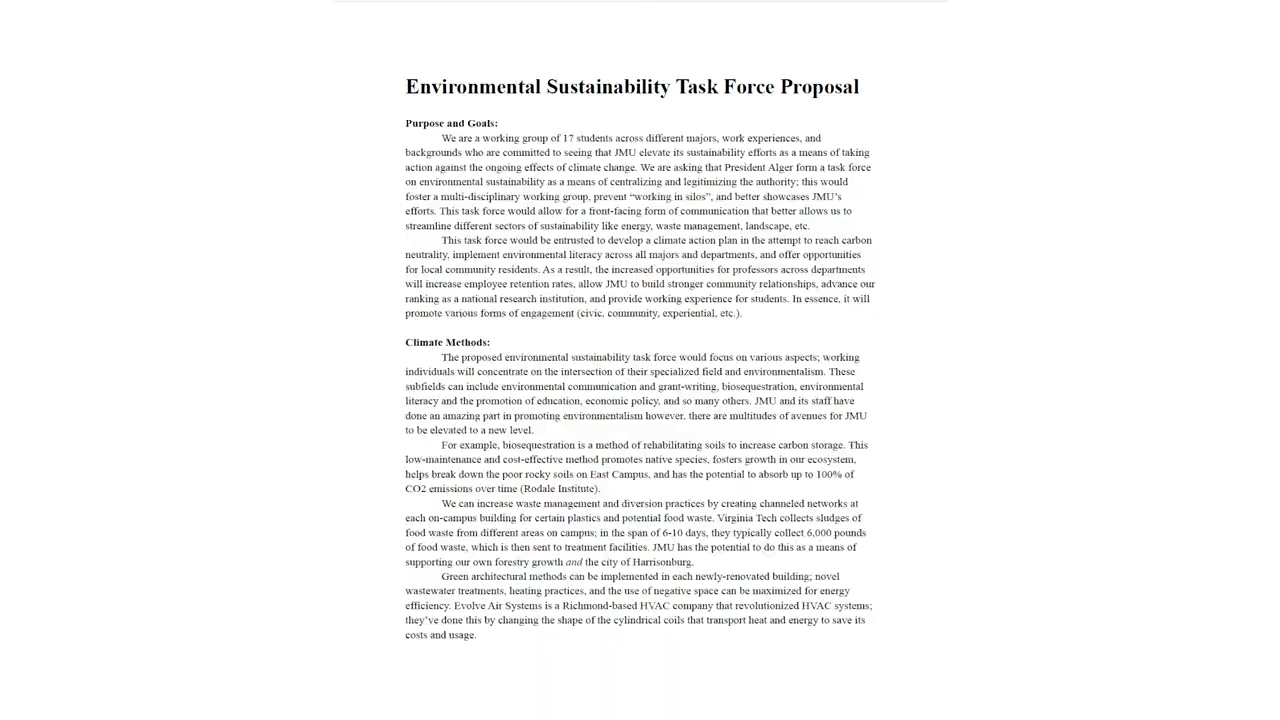 Environmental Sustainability Task Force Proposal
Purpose and Goals:
We are a working group of 17 students across different majors, work experiences, and
backgrounds who are committed to seeing that JMU elevate its sustainability efforts as a means of taking
action against the ongoing effects of climate change. We are asking that President Alger form a task force
on environmental sustainability as a means of centralizing and legitimizing the authority; this would
foster a multi-disciplinary working group, prevent “working in silos”, and better showcases JMU’s
efforts. This task force would allow for a front-facing form of communication that better allows us to
streamline different sectors of sustainability like energy, waste management, landscape, etc.
This task force would be entrusted to develop a climate action plan in the attempt to reach carbon
neutrality, implement environmental literacy across all majors and departments, and offer opportunities
for local community residents. As a result, the increased opportunities for professors across departments
will increase employee retention rates, allow JMU to build stronger community relationships, advance our
ranking as a national research institution, and provide working experience for students. In essence, it will
promote various forms of engagement (civic, community, experiential, etc.).
Climate Methods:
The proposed environmental sustainability task force would focus on various aspects; working
individuals will concentrate on the intersection of their specialized field and environmentalism. These
subfields can include environmental communication and grant-writing, biosequestration, environmental
literacy and the promotion of education, economic policy, and so many others. JMU and its staff have
done an amazing part in promoting environmentalism however, there are multitudes of avenues for JMU
to be elevated to a new level.
For example, biosequestration is a method of rehabilitating soils to increase carbon storage. This
low-maintenance and cost-effective method promotes native species, fosters growth in our ecosystem,
helps break down the poor rocky soils on East Campus, and has the potential to absorb up to 100% of
CO2 emissions over time (Rodale Institute).
We can increase waste management and diversion practices by creating channeled networks at
each on-campus building for certain plastics and potential food waste. Virginia Tech collects sludges of
food waste from different areas on campus; in the span of 6-10 days, they typically collect 6,000 pounds
of food waste, which is then sent to treatment facilities. JMU has the potential to do this as a means of
supporting our own forestry growth and the city of Harrisonburg.
Green architectural methods can be implemented in each newly-renovated building; novel
wastewater treatments, heating practices, and the use of negative space can be maximized for energy
efficiency. Evolve Air Systems is a Richmond-based HVAC company that revolutionized HVAC systems;
they’ve done this by changing the shape of the cylindrical coils that transport heat and energy to save its
costs and usage.